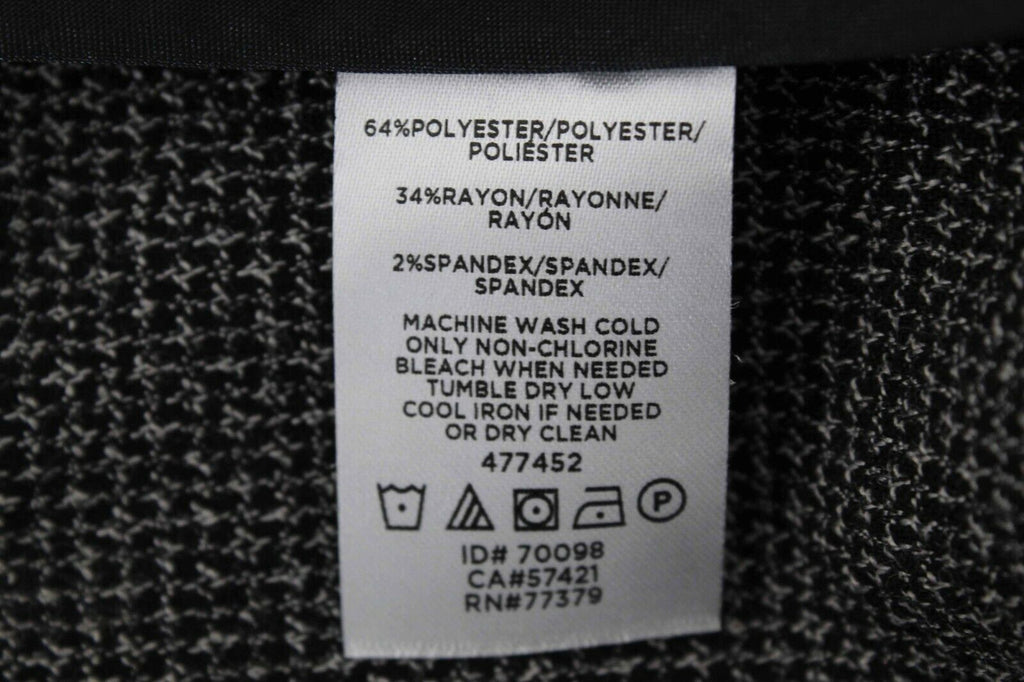 64%POLYESTER/POLYESTER/
POLIÉSTER
34%RAYON/RAYONNE/
RAYÓN
2%SPANDEX/SPANDEX/
SPANDEX
MACHINE WASH COLD
ONLY NON-CHLORINE
BLEACH WHEN NEEDED
TUMBLE DRY LOW
COOL IRON IF NEEDED
OR DRY CLEAN
477452
P
ID# 70098
CA#57421
RN#77379